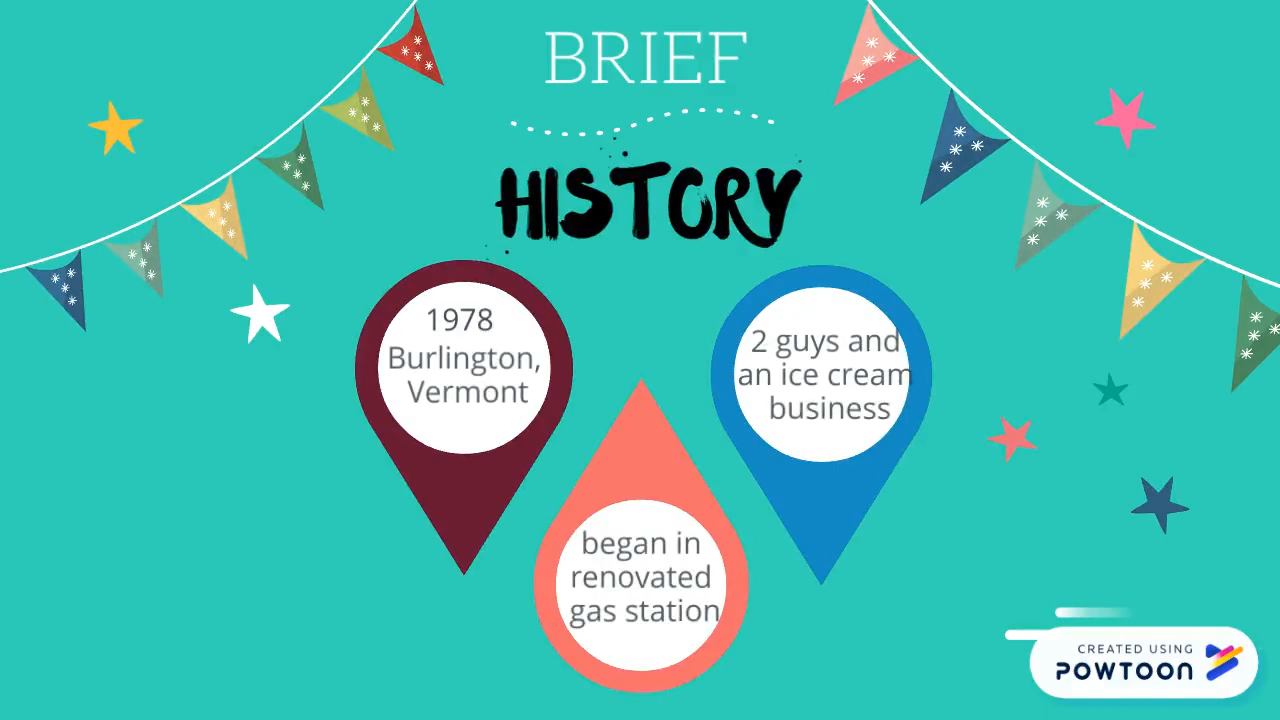 BRIEF
HISTORY
1978
Burlington,
Vermont
began in
renovated
gas station
2 guys and
an ice cream
business
CREATED USING
POWTOON